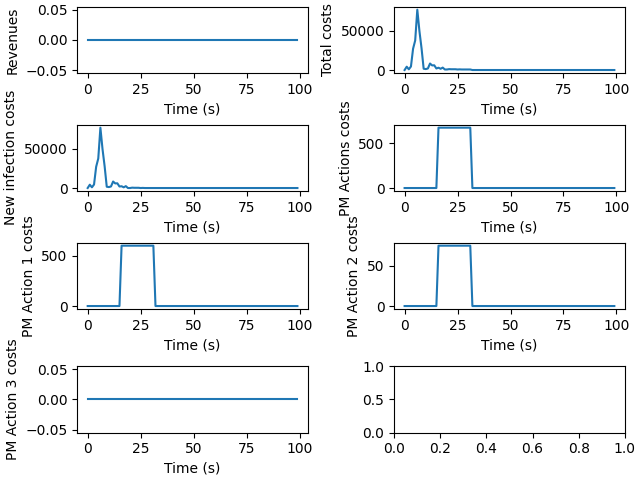 Revenues
0.05
0.00
−0.05
0 25 50 75 100
Time (s)
Total costs
50000
0
0 25 50 75 100
Time (s)
New infection costs
50000
0
0 25 50 75 100
Time (s)
PM Actions costs
500
0
0 25 50 75 100
Time (s)
PM Action 1 costs
500
0
0 25 50 75 100
Time (s)
PM Action 2 costs
50
0
0 25 50 75 100
Time (s)
PM Action 3 costs
0.05
0.00
−0.05
0 25 50 75 100
Time (s)
1.0
0.5
0.0
0.0 0.2 0.4 0.6 0.8 1.0